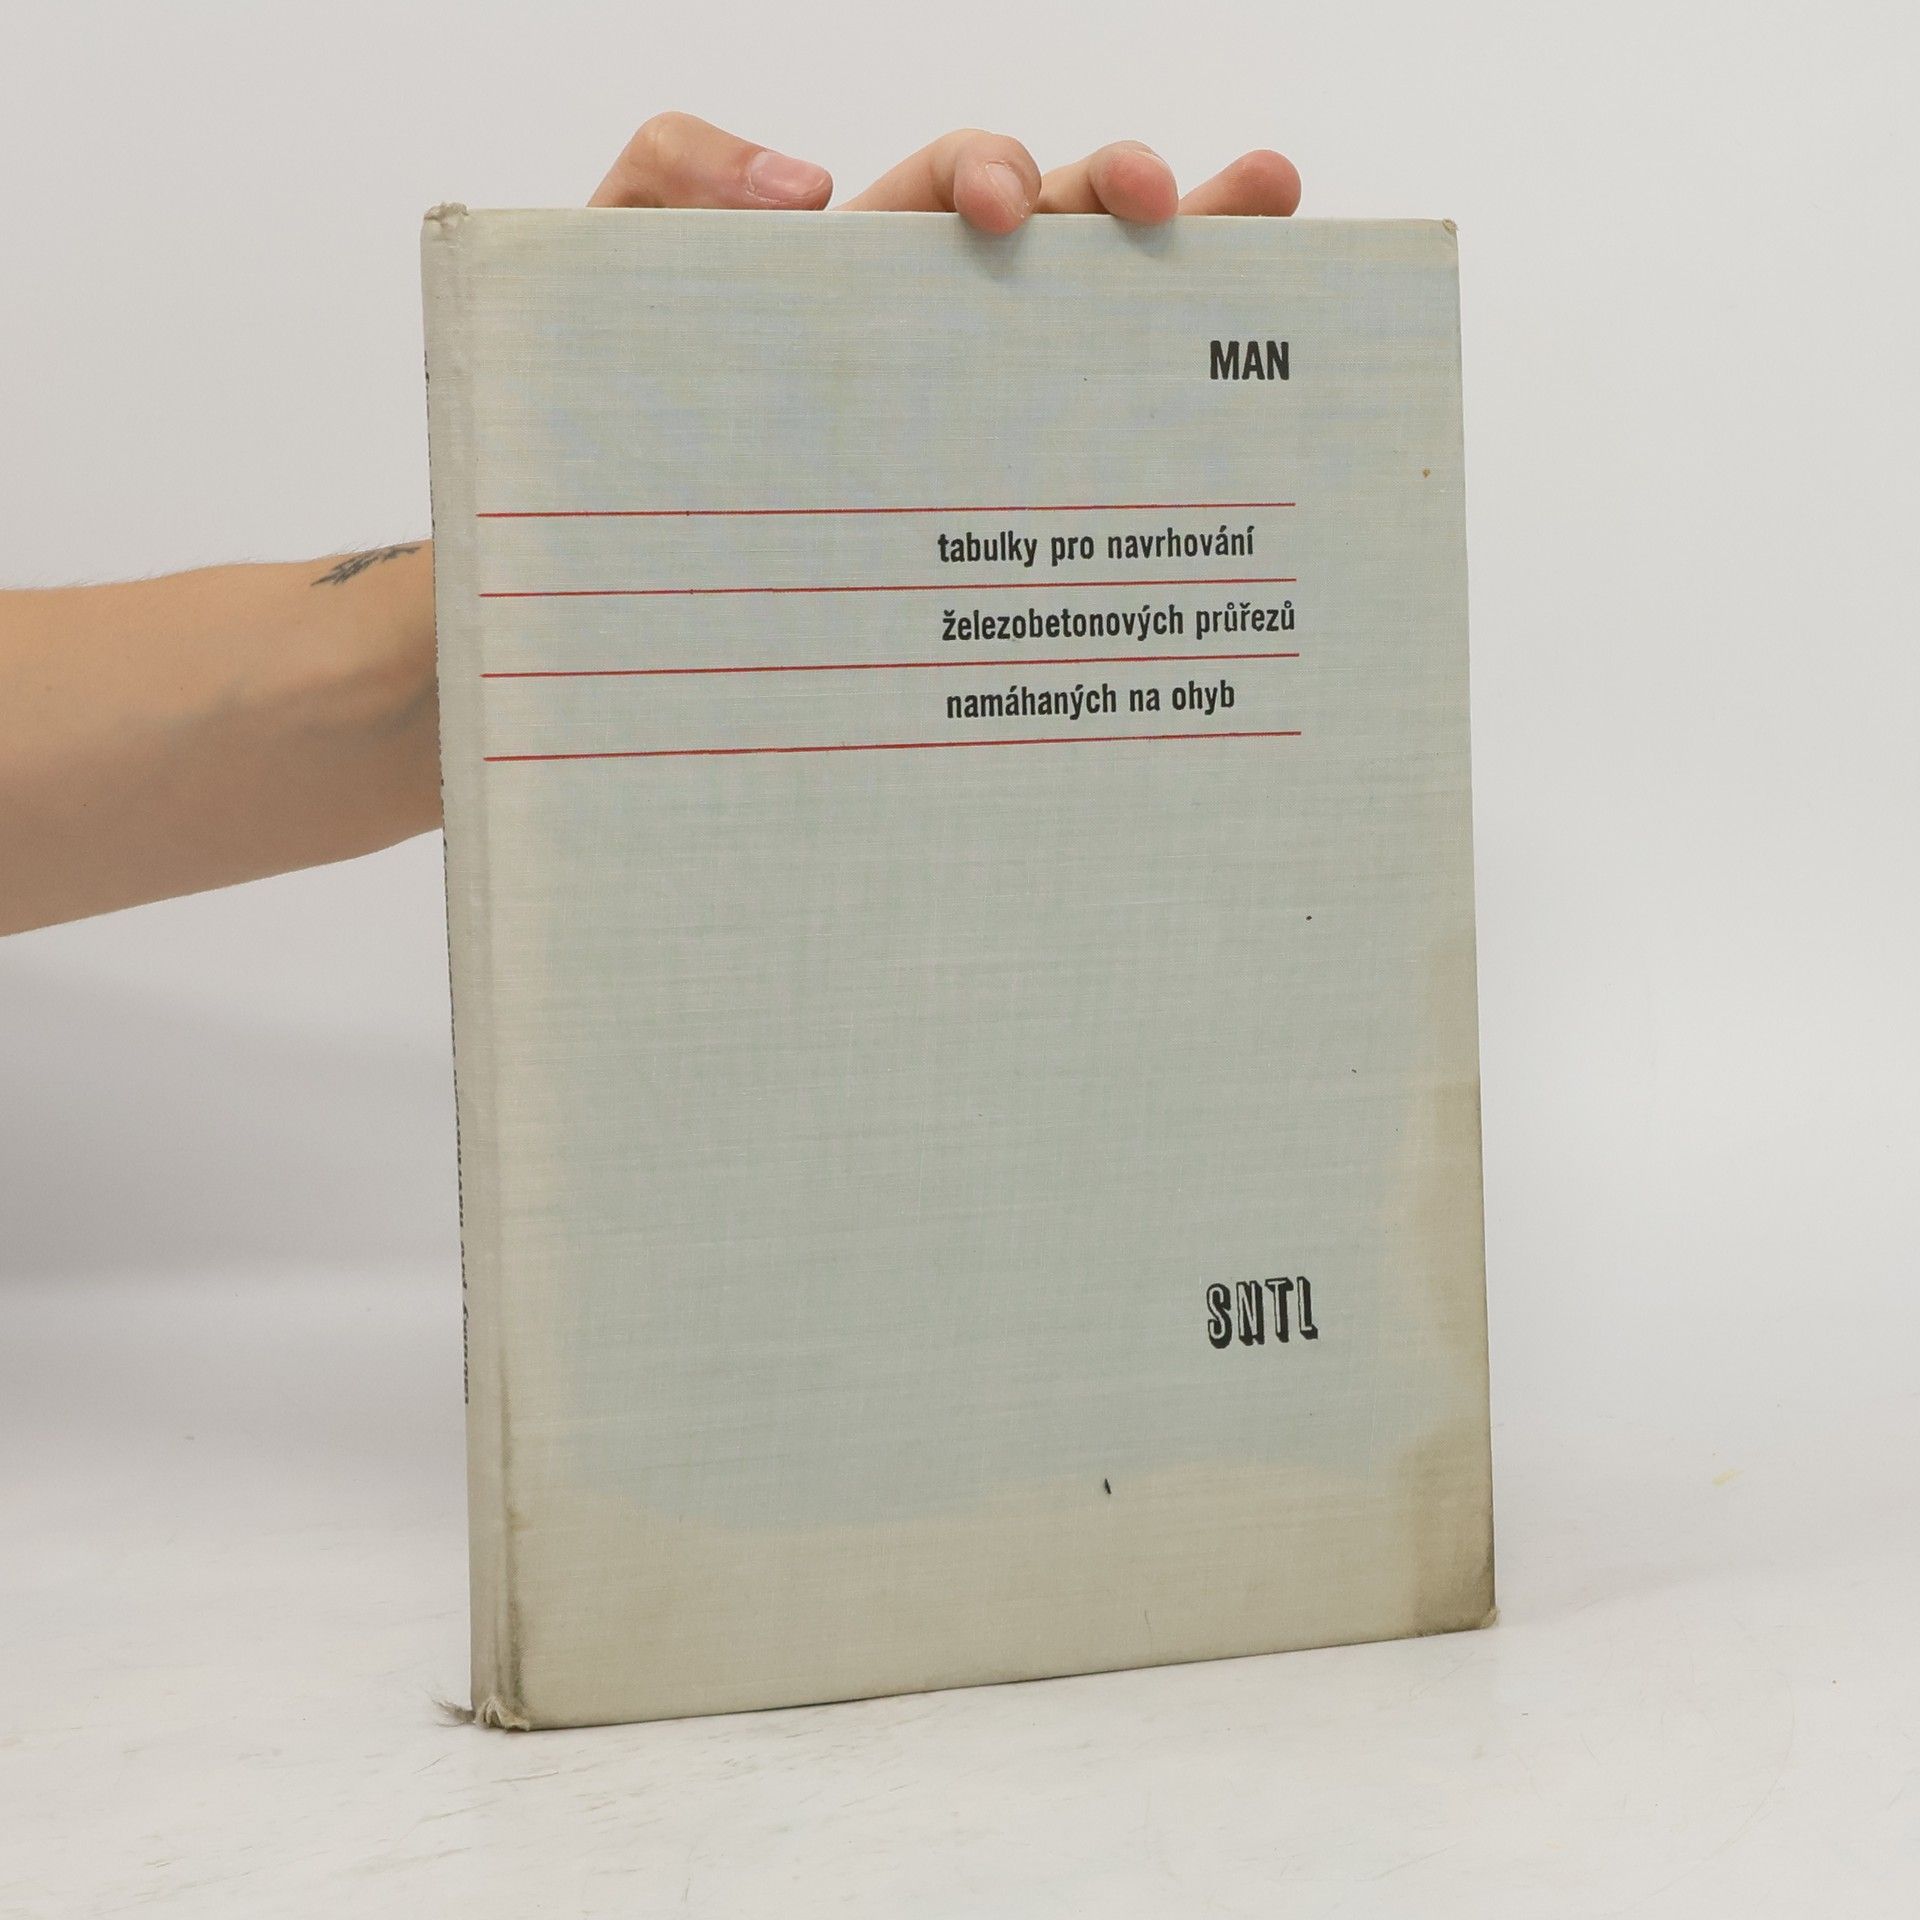 MAN
tabulky pro navrhování
železobetonových průřezů
namáhaných na ohyb
SNTL